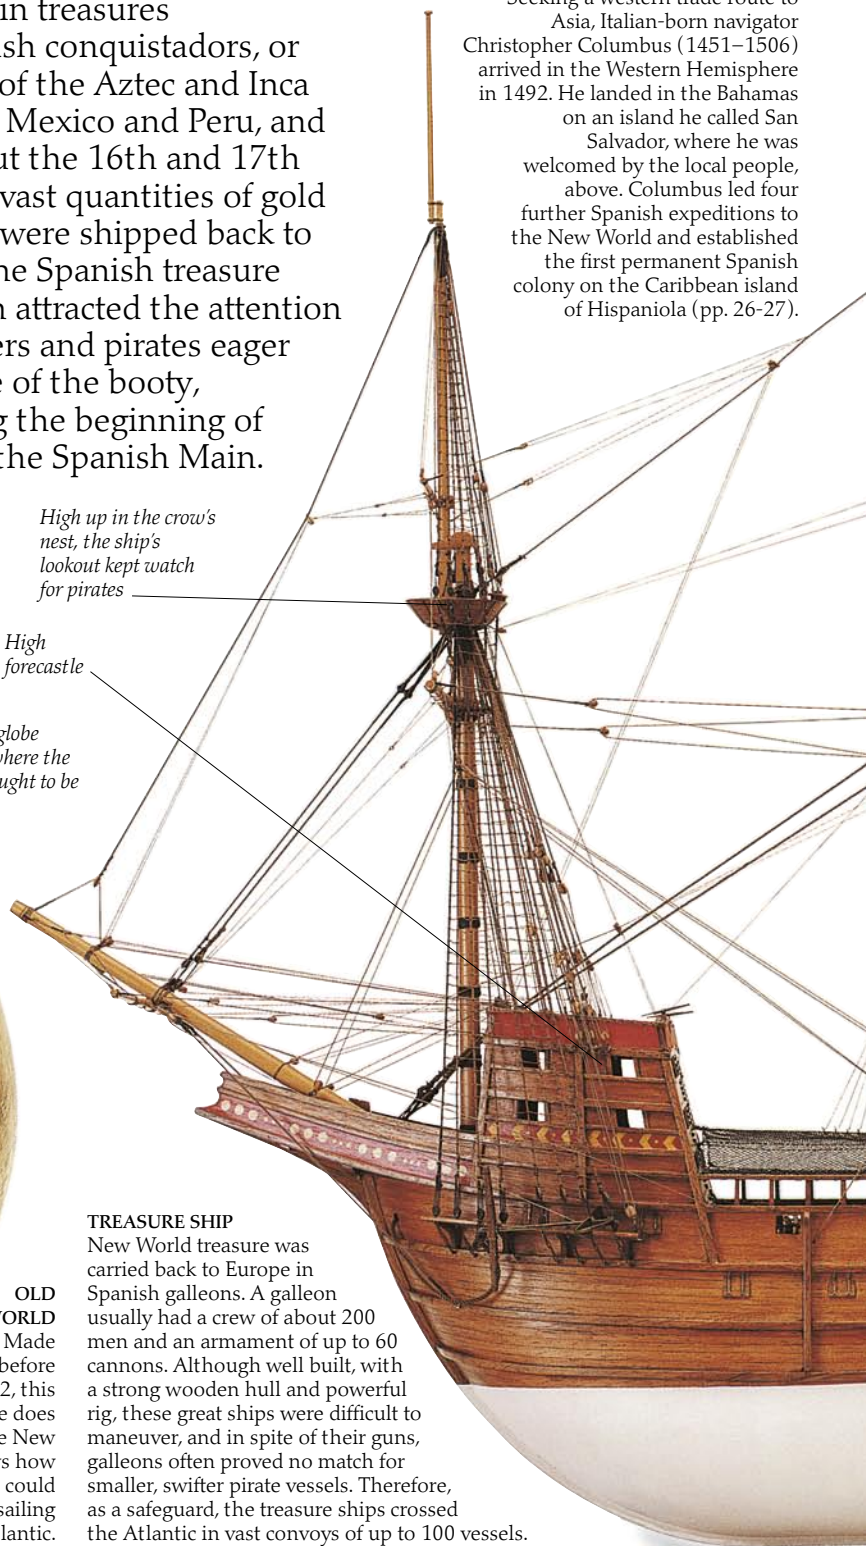 in treasures
ish conquistadors, or
of the Aztec and Inca
Mexico and Peru, and
ut the 16th and 17th
vast quantities of gold
were shipped back to
he Spanish treasure
n attracted the attention
ers and pirates eager
e of the booty,
g the beginning of
the Spanish Main.
Seeking a western trade route to
Asia, Italian-born navigator
Christopher Columbus (1451–1506)
arrived in the Western Hemisphere
in 1492. He landed in the Bahamas
on an island he called San
Salvador, where he was
welcomed by the local people,
above. Columbus led four
further Spanish expeditions to
the New World and established
the first permanent Spanish
colony on the Caribbean island
of Hispaniola (pp. 26-27).
High up in the crow's
nest, the ship's
lookout kept watch
for pirates
High
forecastle
globe
where the
ught to be
OLD
WORLD
Made
before
2, this
e does
e New
s how
could
sailing
lantic.
TREASURE SHIP
New World treasure was
carried back to Europe in
Spanish galleons. A galleon
usually had a crew of about 200
men and an armament of up to 60
cannons. Although well built, with
a strong wooden hull and powerful
rig, these great ships were difficult to
maneuver, and in spite of their guns,
galleons often proved no match for
smaller, swifter pirate vessels. Therefore,
as a safeguard, the treasure ships crossed
the Atlantic in vast convoys of up to 100 vessels.